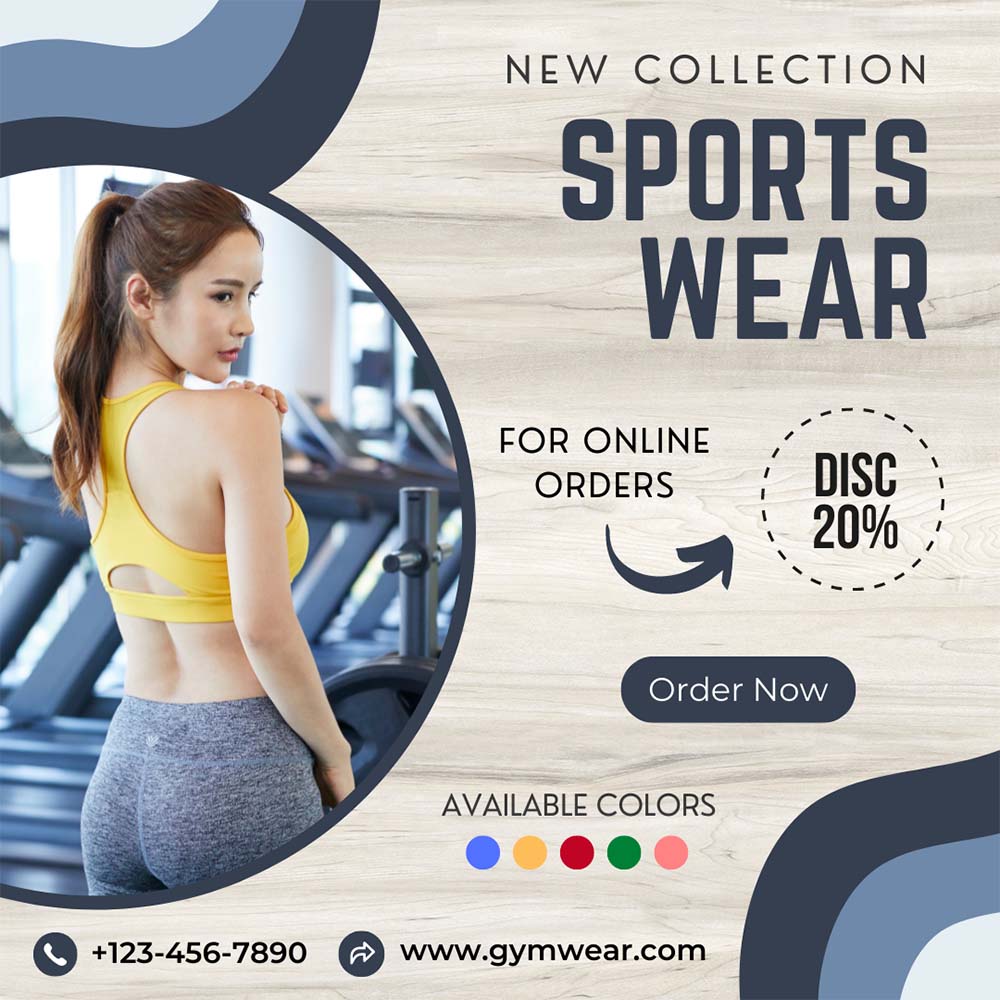 NEW COLLECTION
SPORTS
WEAR
FOR ONLINE
ORDERS
DISC
20%
Order Now
AVAILABLE COLORS
+123-456-7890
www.gymwear.com